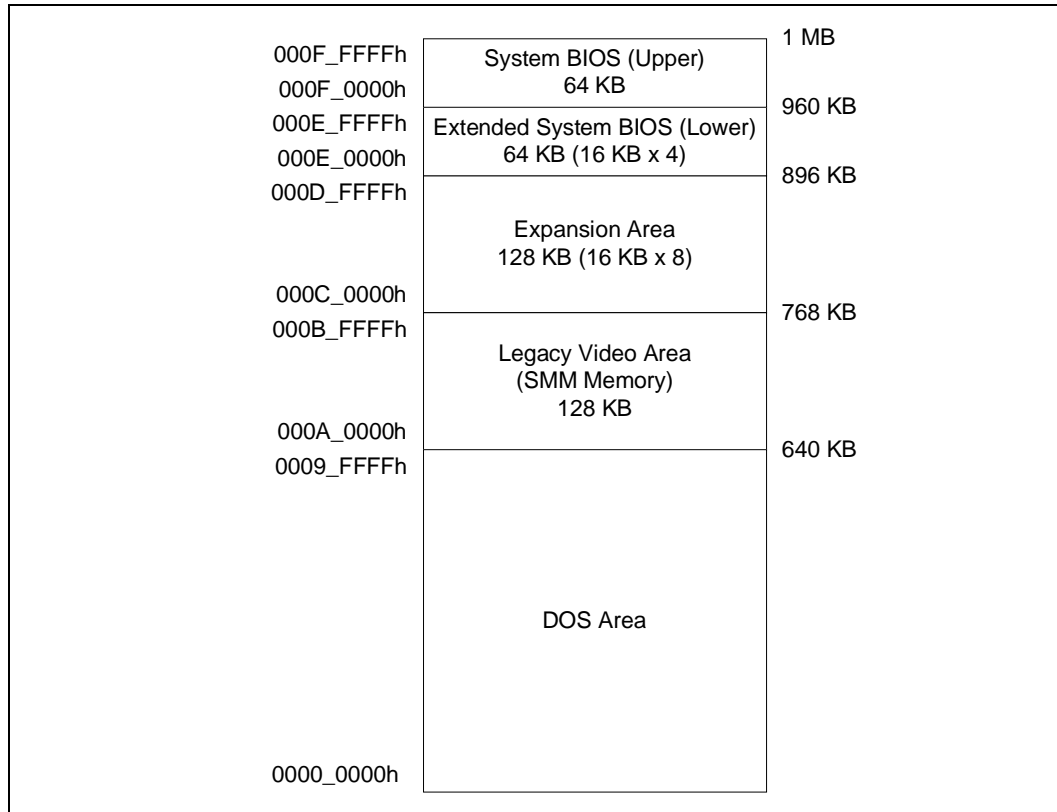 1 MB
000F_FFFFh
System BIOS (Upper)
64 KB
000F_0000h
960 KB
000E_FFFFh
Extended System BIOS (Lower)
64 KB (16 KB x 4)
000E_0000h
896 KB
000D_FFFFh
Expansion Area
128 KB (16 KB x 8)
000C_0000h
768 KB
000B_FFFFh
Legacy Video Area
(SMM Memory)
128 KB
000A_0000h
640 KB
0009_FFFFh
DOS Area
0000_0000h